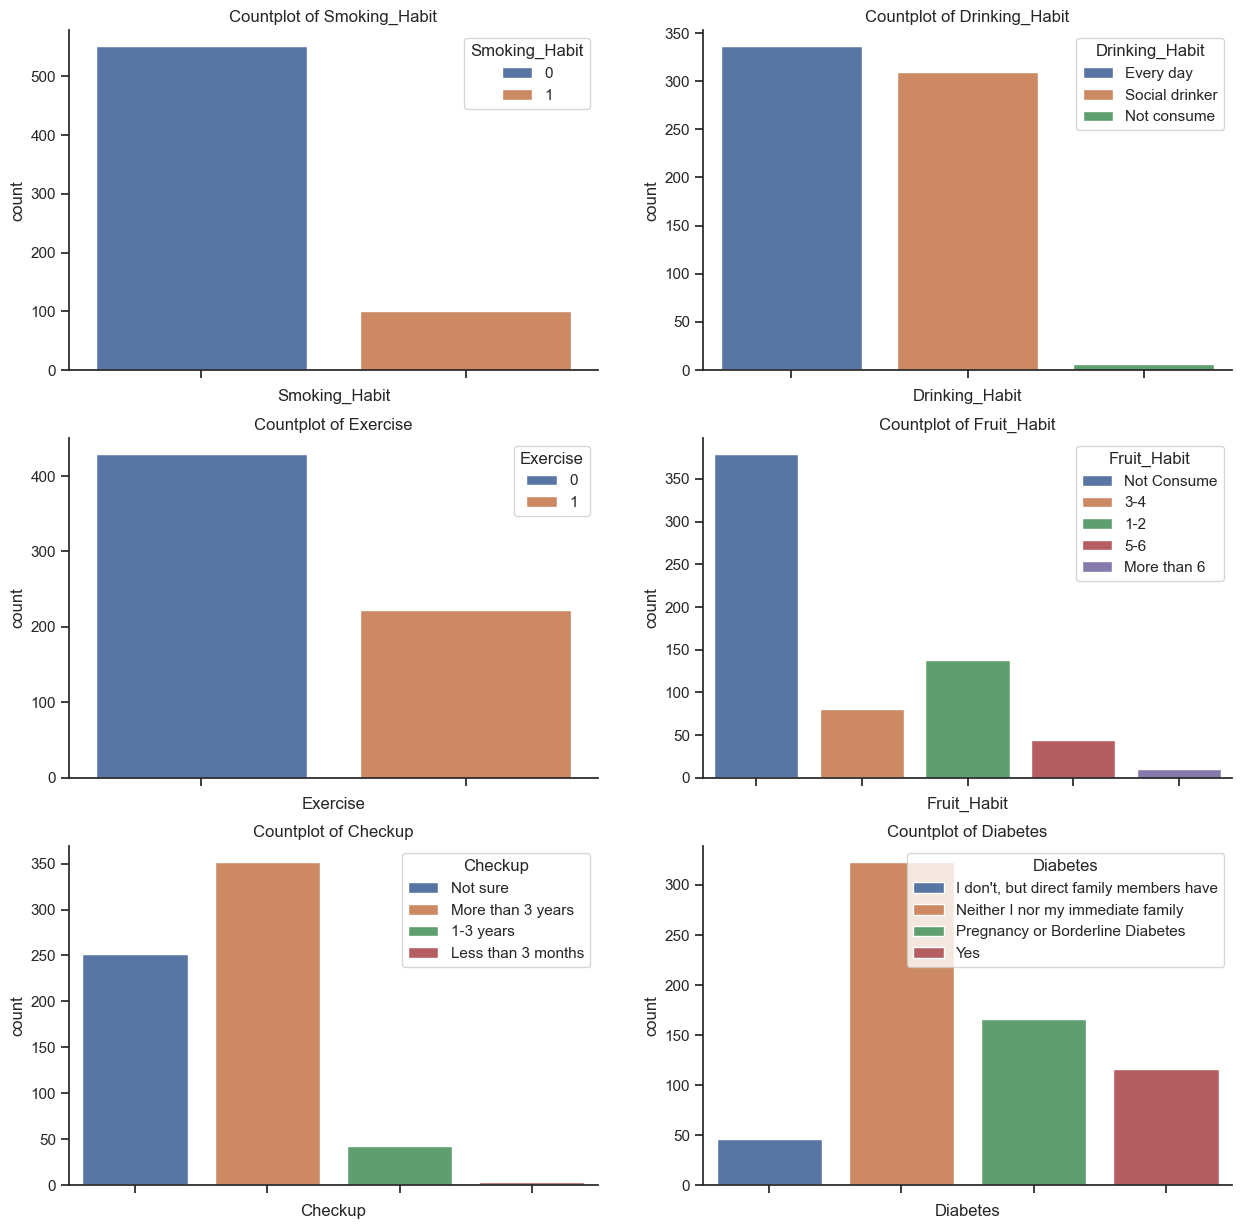 Countplot of Smoking_Habit
count
500
400
300
200
100
0
Smoking_Habit
0
1
Smoking_Habit
Countplot of Drinking_Habit
count
350
300
250
200
150
100
50
0
Drinking_Habit
Every day
Social drinker
Not consume
Drinking_Habit
Countplot of Exercise
count
400
300
200
100
0
Exercise
0
1
Exercise
Countplot of Fruit_Habit
count
350
300
250
200
150
100
50
0
Fruit_Habit
Not Consume
3-4
1-2
5-6
More than 6
Fruit_Habit
Countplot of Checkup
count
350
300
250
200
150
100
50
0
Checkup
Not sure
More than 3 years
1-3 years
Less than 3 months
Checkup
Countplot of Diabetes
count
300
250
200
150
100
50
0
Diabetes
I don't, but direct family members have
Neither I nor my immediate family
Pregnancy or Borderline Diabetes
Yes
Diabetes